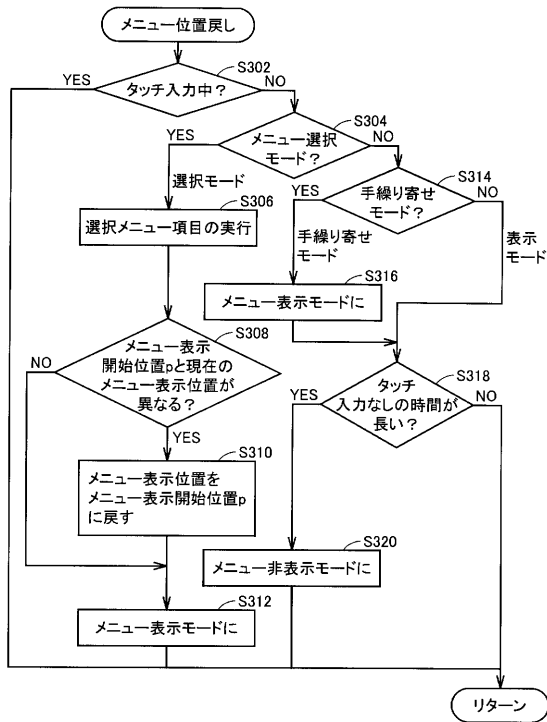 メニュー位置戻し
S302
YES
タッチ入力中？
NO
S304
YES
メニュー選択
モード？
NO
選択モード
S306
選択メニュー項目の実行
S314
YES
手繰り寄せ
モード？
NO
手繰り寄せ
モード
表示
モード
S316
メニュー表示モードに
S308
NO
メニュー表示
開始位置pと現在の
メニュー表示位置が
異なる？
YES
S318
YES
タッチ
入力なしの時間が
長い？
NO
S310
メニュー表示位置を
メニュー表示開始位置p
に戻す
S320
メニュー非表示モードに
S312
メニュー表示モードに
リターン